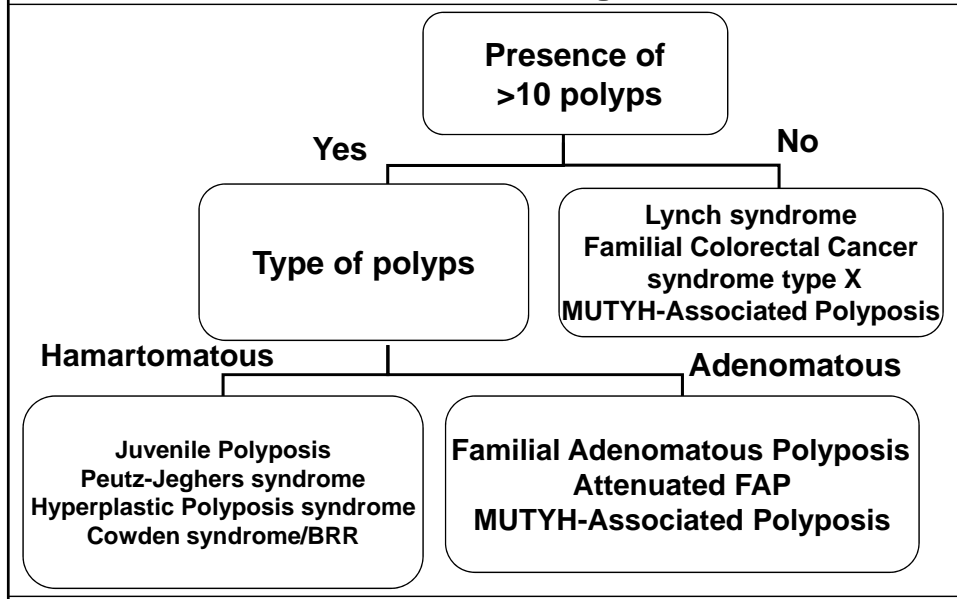 Presence of
>10 polyps
Yes
No
Type of polyps
Lynch syndrome
Familial Colorectal Cancer
syndrome type X
MUTYH-Associated Polyposis
Hamartomatous
Adenomatous
Juvenile Polyposis
Peutz-Jeghers syndrome
Hyperplastic Polyposis syndrome
Cowden syndrome/BRR
Familial Adenomatous Polyposis
Attenuated FAP
MUTYH-Associated Polyposis